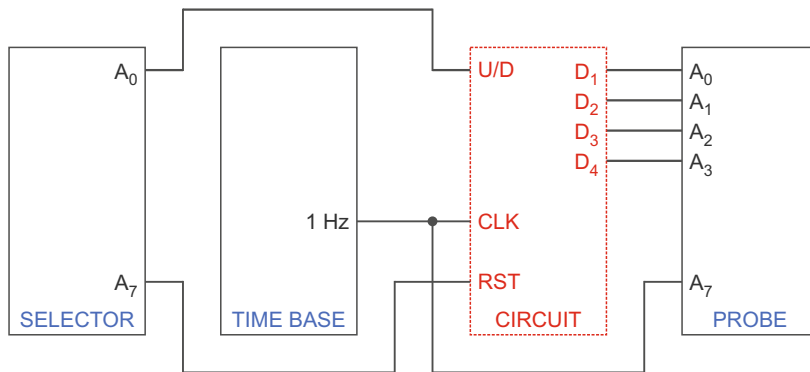 A₀ U/D D₁ A₀
D₂ A₁
D₃ A₂
D₄ A₃
1 Hz CLK
A₇ RST A₇
SELECTOR TIME BASE CIRCUIT PROBE